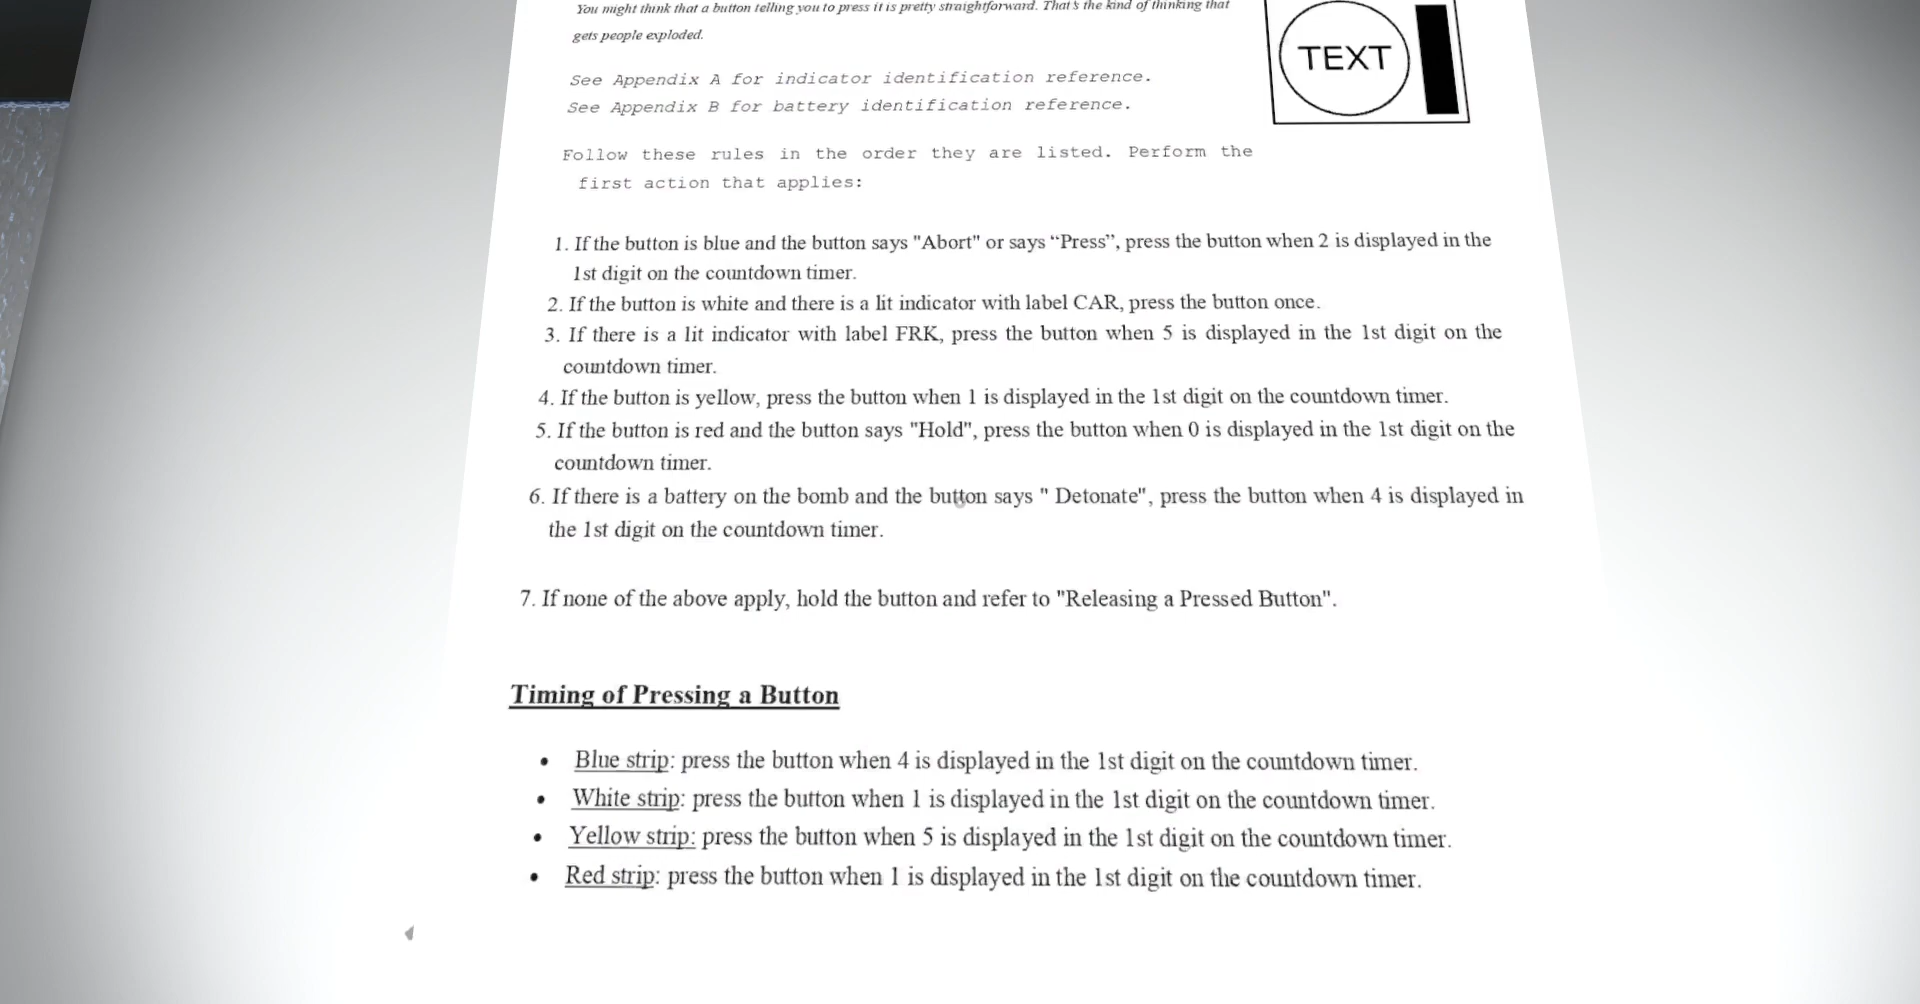 You might think that a button telling you to press it is pretty straightforward. That's the kind of thinking that
gets people exploded.
TEXT
See Appendix A for indicator identification reference.
See Appendix B for battery identification reference.
Follow these rules in the order they are listed. Perform the
first action that applies:
1. If the button is blue and the button says "Abort" or says “Press”, press the button when 2 is displayed in the
1st digit on the countdown timer.
2. If the button is white and there is a lit indicator with label CAR, press the button once.
3. If there is a lit indicator with label FRK, press the button when 5 is displayed in the 1st digit on the
countdown timer.
4. If the button is yellow, press the button when 1 is displayed in the 1st digit on the countdown timer.
5. If the button is red and the button says "Hold", press the button when 0 is displayed in the 1st digit on the
countdown timer.
6. If there is a battery on the bomb and the button says " Detonate", press the button when 4 is displayed in
the 1st digit on the countdown timer.
7. If none of the above apply, hold the button and refer to "Releasing a Pressed Button".
Timing of Pressing a Button
• Blue strip: press the button when 4 is displayed in the 1st digit on the countdown timer.
• White strip: press the button when 1 is displayed in the 1st digit on the countdown timer.
• Yellow strip: press the button when 5 is displayed in the 1st digit on the countdown timer.
• Red strip: press the button when 1 is displayed in the 1st digit on the countdown timer.